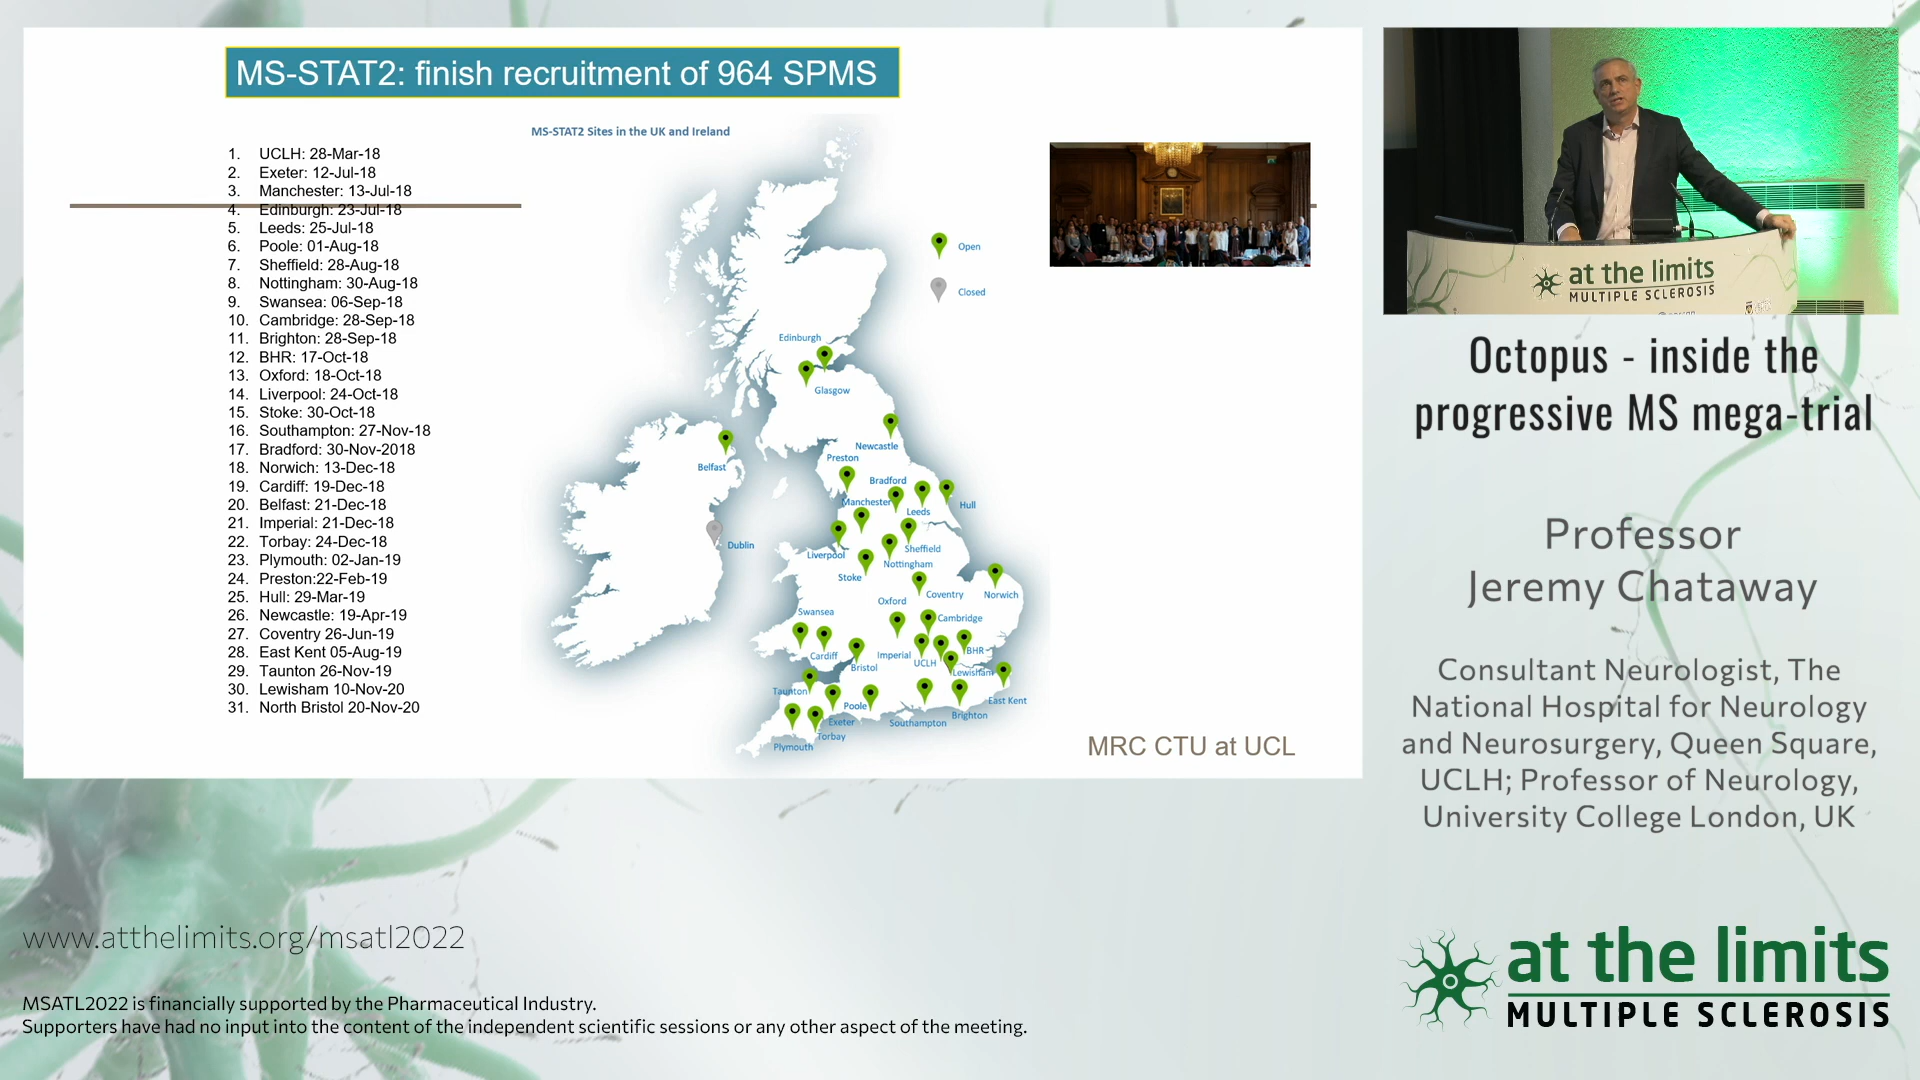 MS-STAT2: finish recruitment of 964 SPMS
MS-STAT2 Sites in the UK and Ireland
1. UCLH: 28-Mar-18
2. Exeter: 12-Jul-18
3. Manchester: 13-Jul-18
4. Edinburgh: 23-Jul-18
5. Leeds: 25-Jul-18
6. Poole: 01-Aug-18
7. Sheffield: 28-Aug-18
8. Nottingham: 30-Aug-18
9. Swansea: 06-Sep-18
10. Cambridge: 28-Sep-18
11. Brighton: 28-Sep-18
12. BHR: 17-Oct-18
13. Oxford: 18-Oct-18
14. Liverpool: 24-Oct-18
15. Stoke: 30-Oct-18
16. Southampton: 27-Nov-18
17. Bradford: 30-Nov-2018
18. Norwich: 13-Dec-18
19. Cardiff: 19-Dec-18
20. Belfast: 21-Dec-18
21. Imperial: 21-Dec-18
22. Torbay: 24-Dec-18
23. Plymouth: 02-Jan-19
24. Preston:22-Feb-19
25. Hull: 29-Mar-19
26. Newcastle: 19-Apr-19
27. Coventry 26-Jun-19
28. East Kent 05-Aug-19
29. Taunton 26-Nov-19
30. Lewisham 10-Nov-20
31. North Bristol 20-Nov-20
Open
Closed
Edinburgh
Glasgow
Newcastle
Preston
Belfast
Bradford
Manchester
Hull
Leeds
Dublin
Liverpool
Sheffield
Nottingham
Stoke
Coventry
Norwich
Oxford
Swansea
Cambridge
Cardiff
Imperial
BHR
UCLH
Bristol
Lewisham
Taunton
East Kent
Poole
Brighton
Exeter
Southampton
Torbay
Plymouth
MRC CTU at UCL
at the limits
MULTIPLE SCLEROSIS
Octopus - inside the
progressive MS mega-trial
Professor
Jeremy Chataway
Consultant Neurologist, The
National Hospital for Neurology
and Neurosurgery, Queen Square,
UCLH; Professor of Neurology,
University College London, UK
www.atthelimits.org/msatl2022
MSATL2022 is financially supported by the Pharmaceutical Industry.
Supporters have had no input into the content of the independent scientific sessions or any other aspect of the meeting.
at the limits
MULTIPLE SCLEROSIS